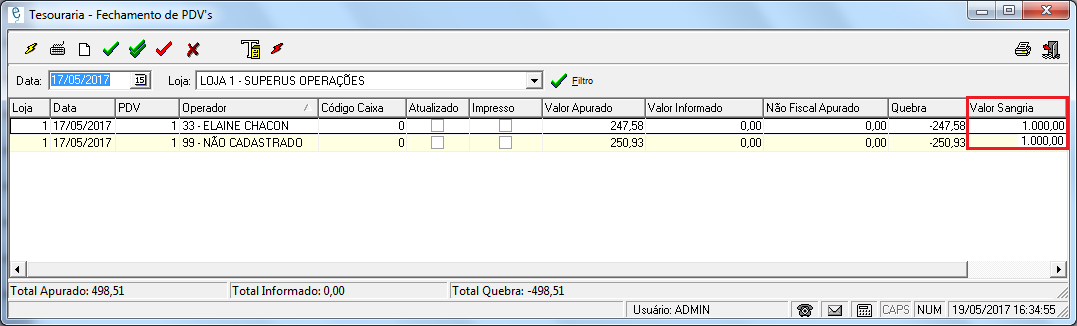 Tesouraria - Fechamento de PDV's
Data: 17/05/2017 15 Loja: LOJA 1 - SUPERUS OPERAÇÕES Filtro
Loja Data PDV Operador Código Caixa Atualizado Impresso Valor Apurado Valor Informado Não Fiscal Apurado Quebra Valor Sangria
1 17/05/2017 1 33 - ELAINE CHACON 0 247,58 0,00 0,00 -247,58 1.000,00
1 17/05/2017 1 99 - NÃO CADASTRADO 0 250,93 0,00 0,00 -250,93 1.000,00
Total Apurado: 498,51 Total Informado: 0,00 Total Quebra: -498,51
Usuário: ADMIN CAPS NUM 19/05/2017 16:34:55